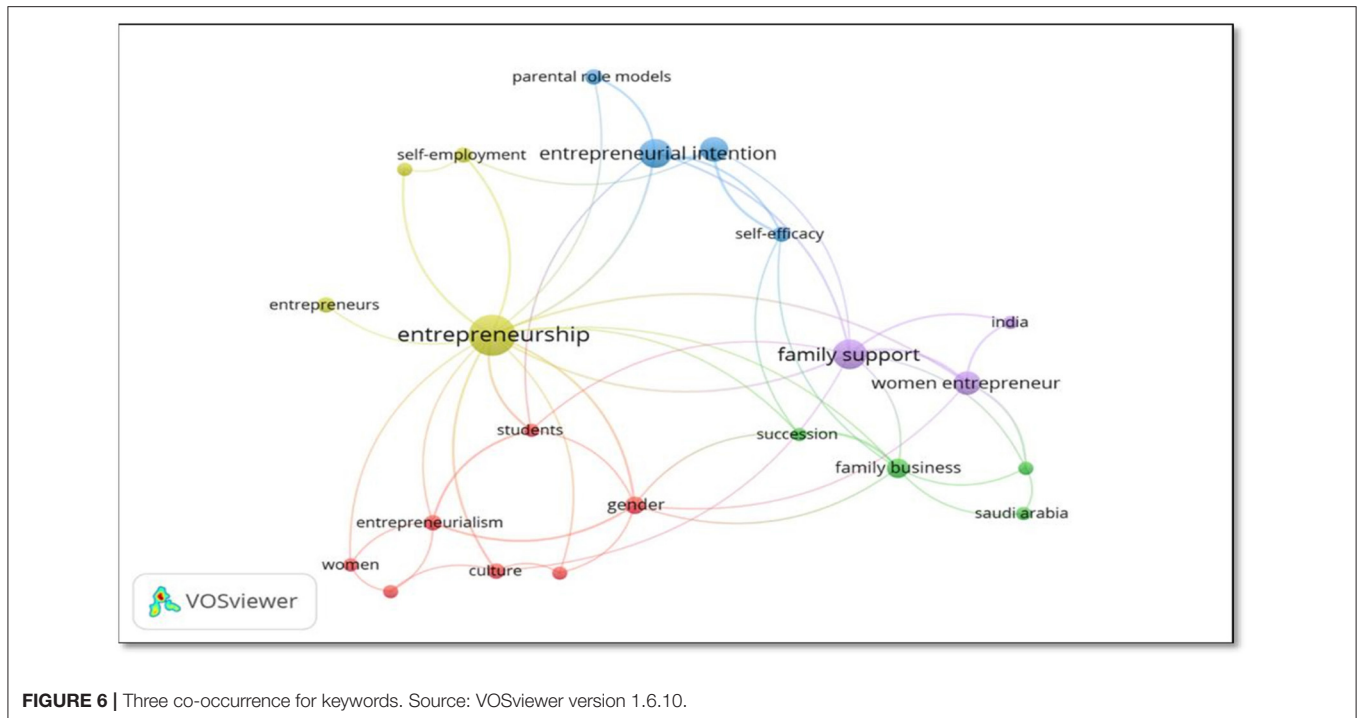 parental role models
self-employment
entrepreneurial intention
self-efficacy
entrepreneurs
india
entrepreneurship
family support
women entrepreneur
students
succession
family business
gender
saudi arabia
entrepreneurialism
women
culture
VOSviewer
FIGURE 6 | Three co-occurrence for keywords. Source: VOSviewer version 1.6.10.